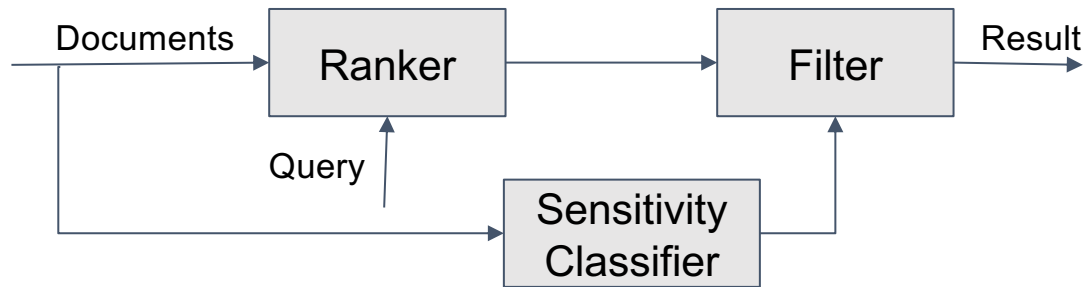 Documents
Ranker
Filter
Result
Query
Sensitivity
Classifier